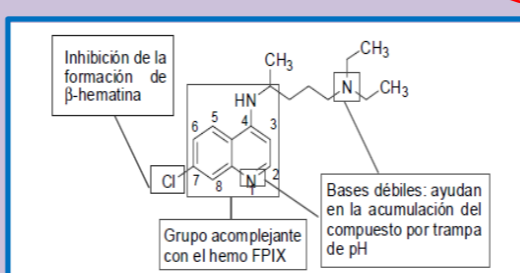 Inhibición de la
formación de
β-hematina
CH3
CH3
HN
N
CH3
5
4
3
6
Cl
7
8
N
1
2
Grupo acomplejante
con el hemo FPIX
Bases débiles: ayudan
en la acumulación del
compuesto por trampa
de pH